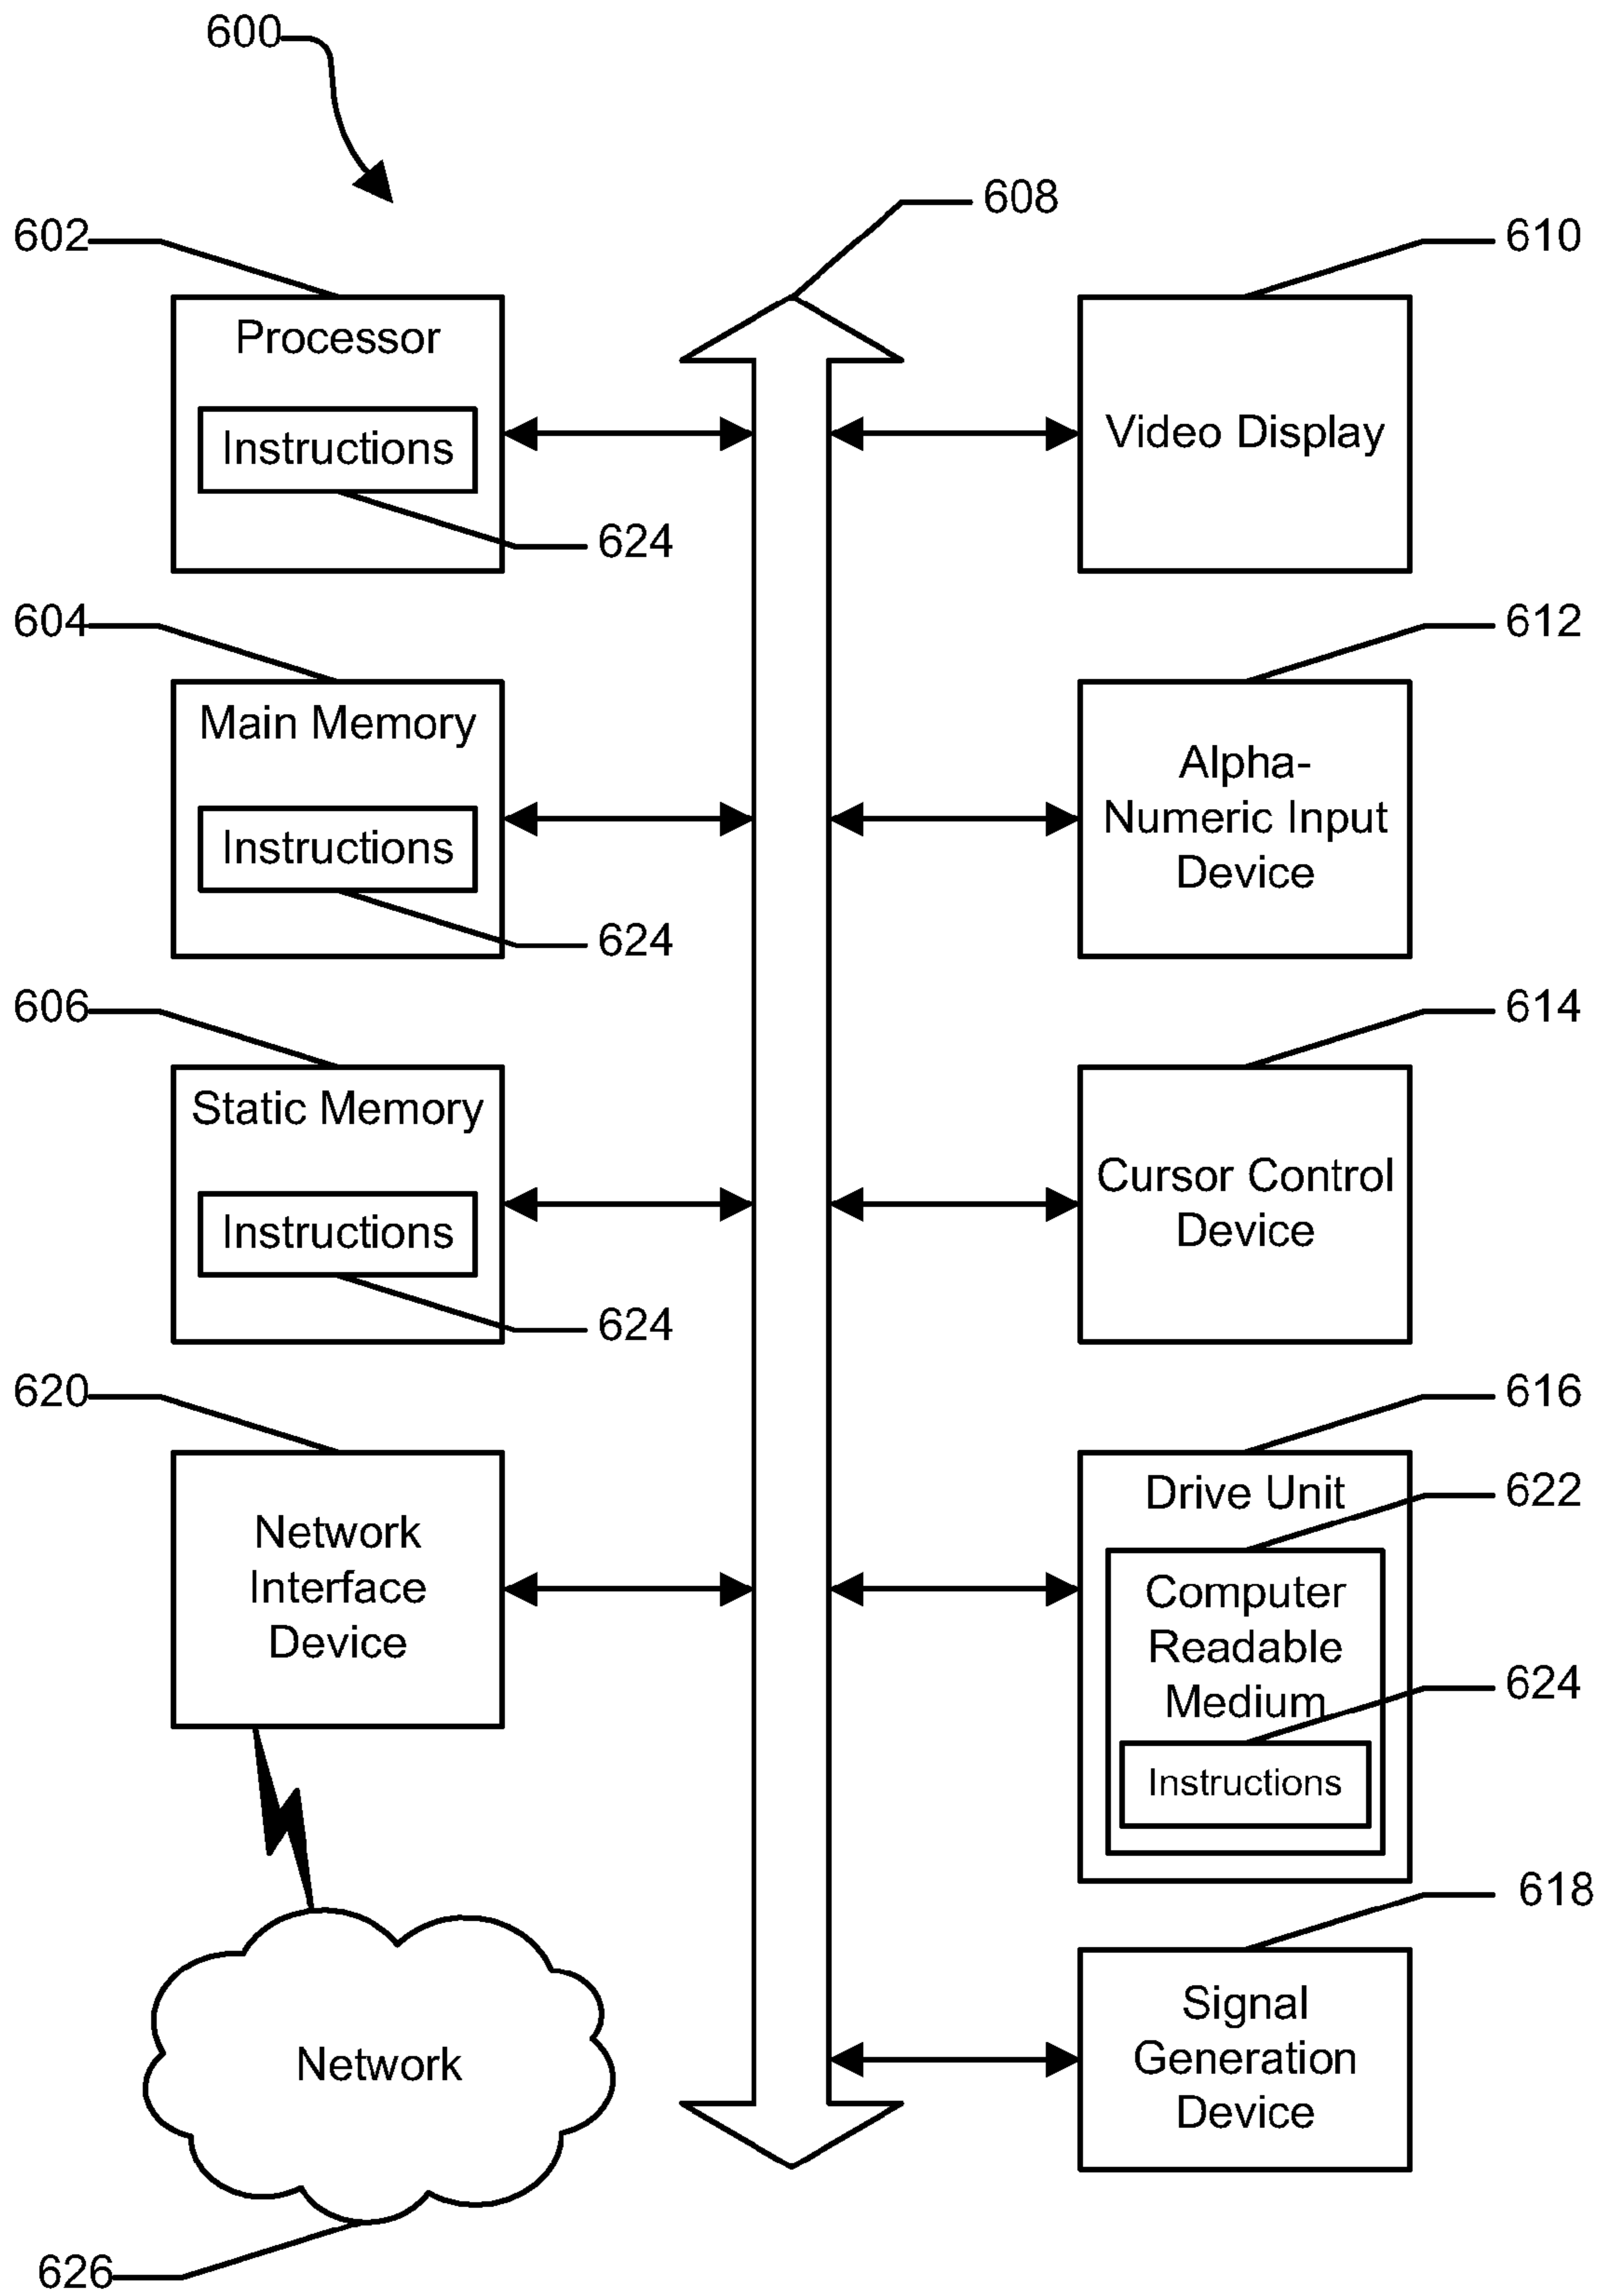 600
608
602
610
Processor
Instructions
624
Video Display
604
612
Main Memory
Instructions
624
Alpha-
Numeric Input
Device
606
614
Static Memory
Instructions
624
Cursor Control
Device
620
616
Network
Interface
Device
Drive Unit
622
Computer
Readable
Medium
624
Instructions
618
Network
Signal
Generation
Device
626